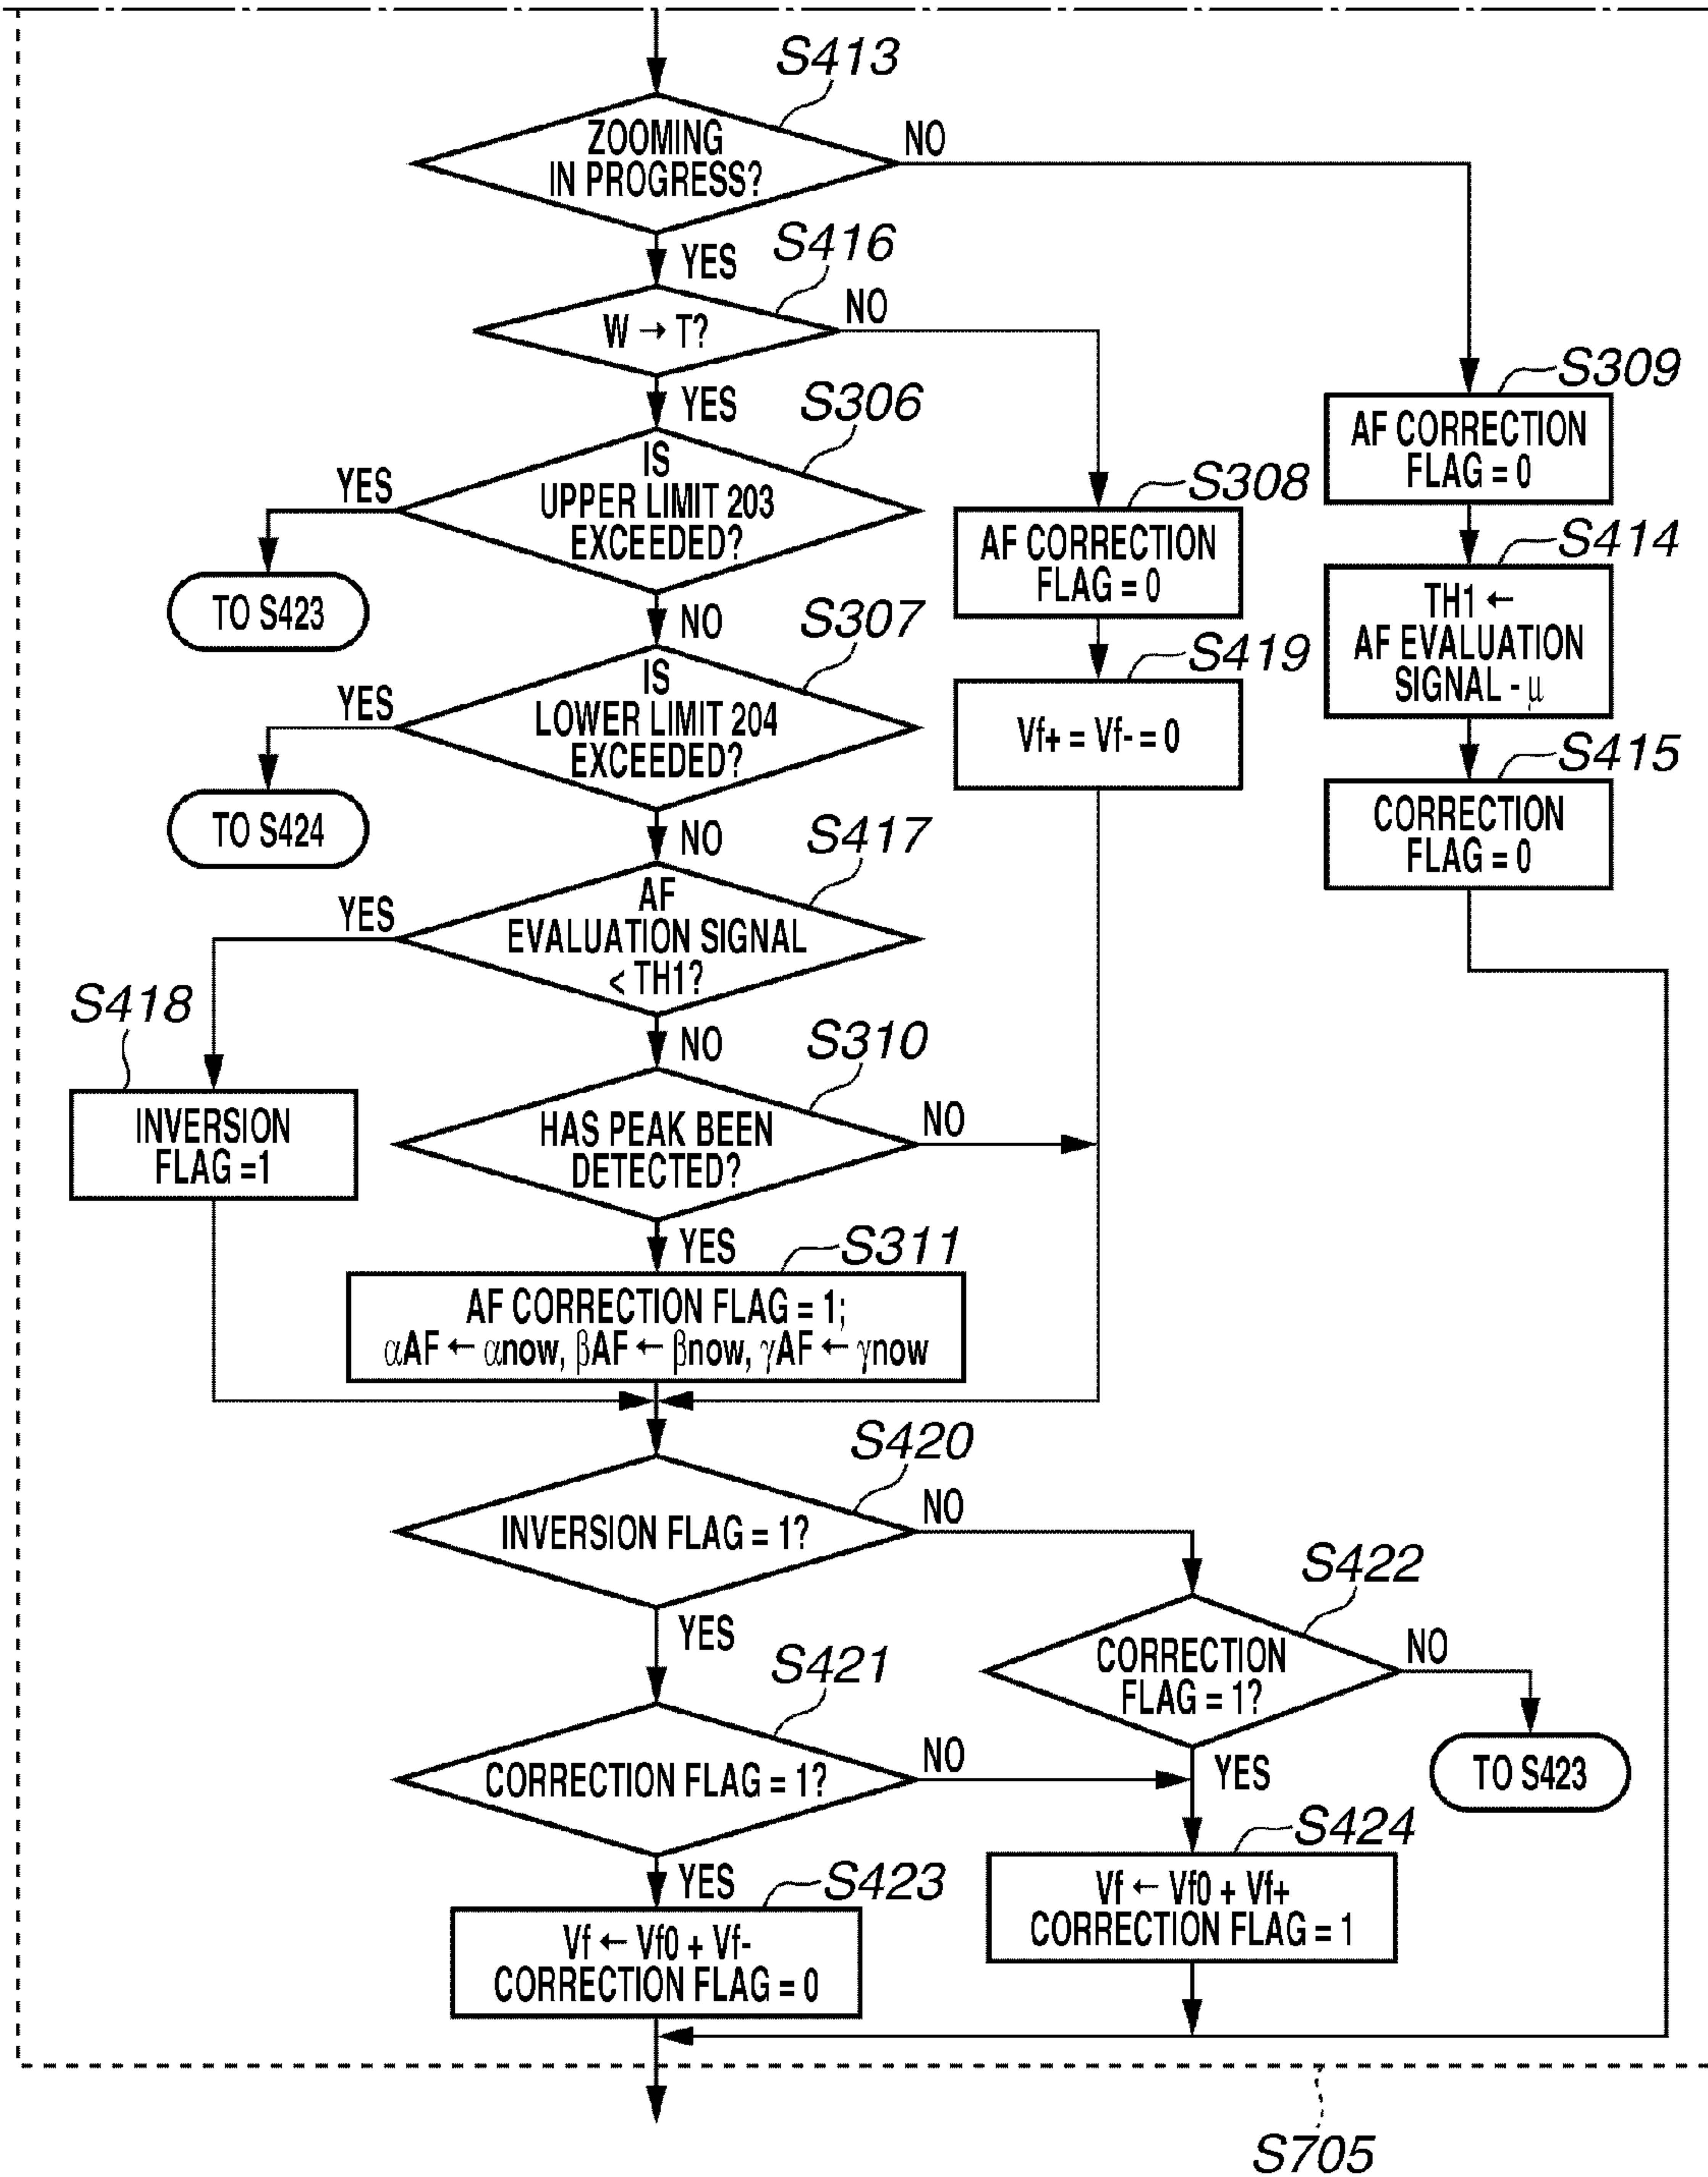 S413
ZOOMING
IN PROGRESS?
NO
YES
S416
W → T?
NO
YES
S309
AF CORRECTION
FLAG = 0
S306
IS
UPPER LIMIT 203
EXCEEDED?
YES
TO S423
NO
S308
AF CORRECTION
FLAG = 0
S414
TH1 ←
AF EVALUATION
SIGNAL - μ
S307
IS
LOWER LIMIT 204
EXCEEDED?
YES
TO S424
NO
S419
Vf+ = Vf- = 0
S415
CORRECTION
FLAG = 0
S417
AF
EVALUATION SIGNAL
< TH1?
YES
NO
S418
INVERSION
FLAG =1
S310
HAS PEAK BEEN
DETECTED?
NO
YES
S311
AF CORRECTION FLAG = 1;
αAF ← αnow, βAF ← βnow, γAF ← γnow
S420
INVERSION FLAG = 1?
NO
YES
S422
CORRECTION
FLAG = 1?
NO
YES
TO S423
S421
CORRECTION FLAG = 1?
NO
YES
S424
Vf ← Vf0 + Vf+
CORRECTION FLAG = 1
S423
Vf ← Vf0 + Vf-
CORRECTION FLAG = 0
S705